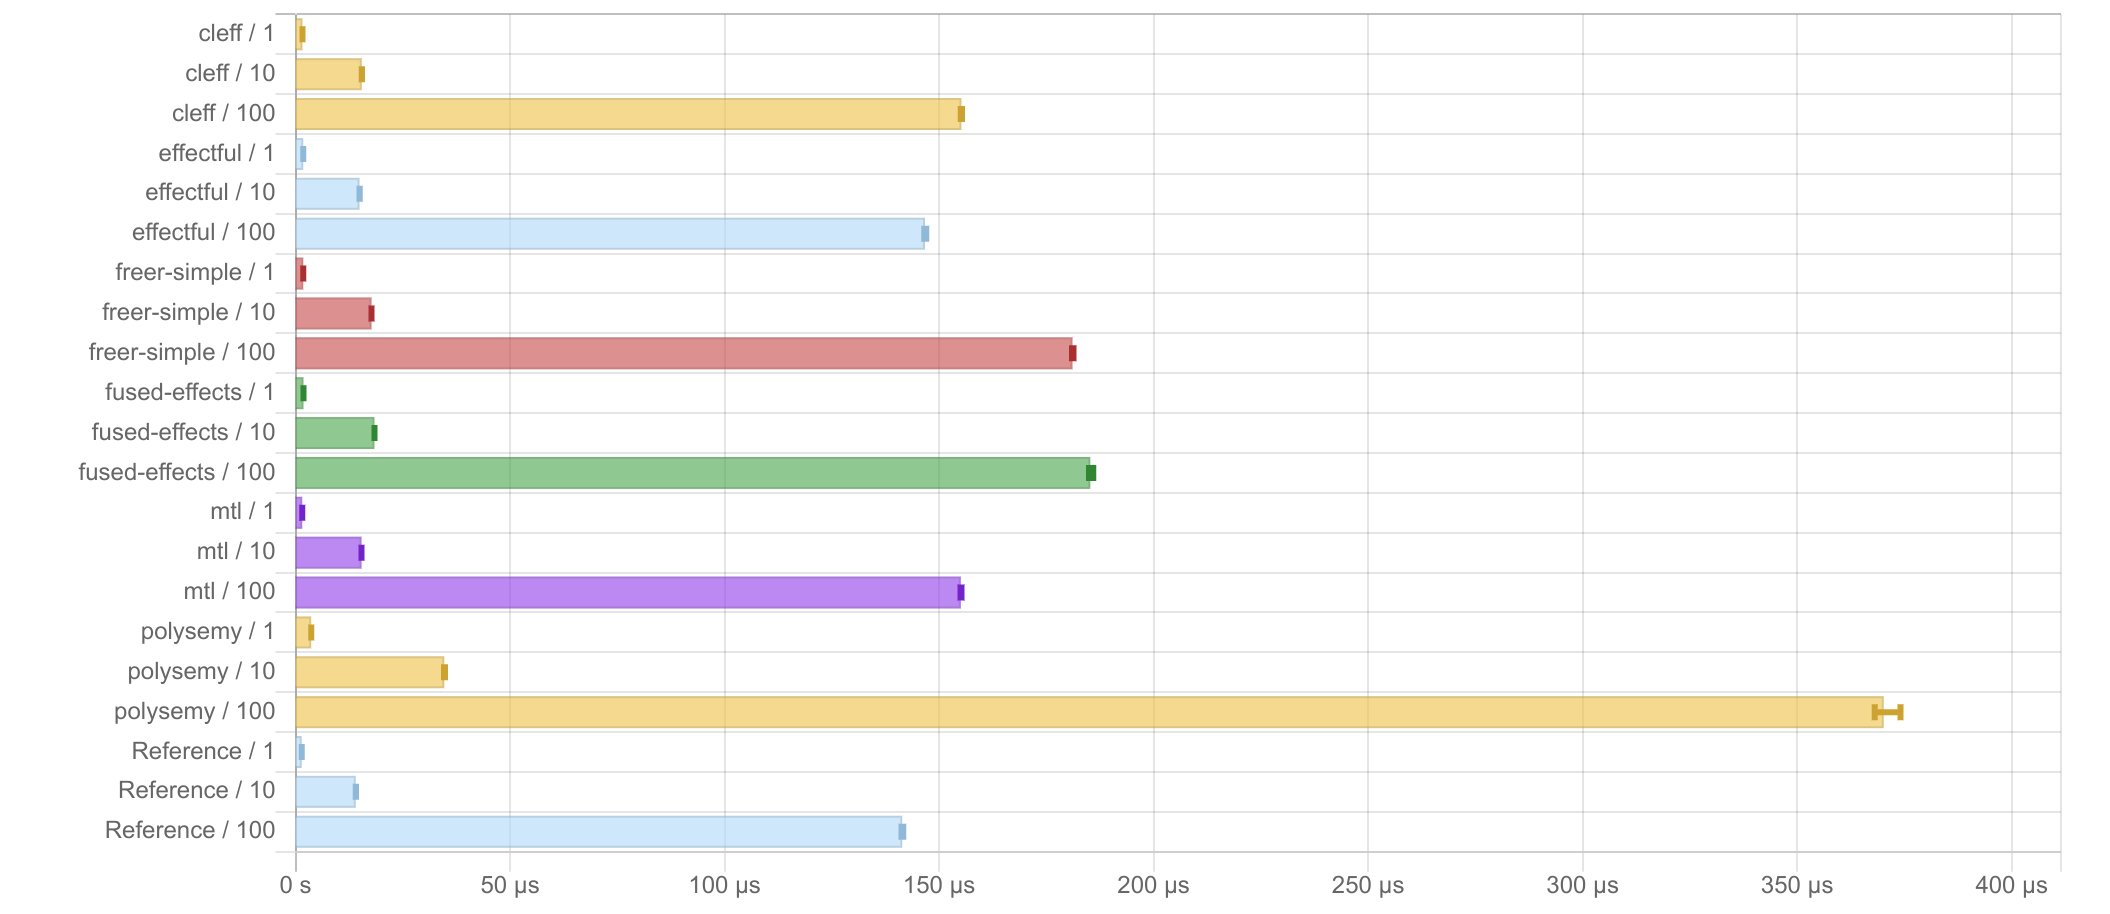 cleff / 1
cleff / 10
cleff / 100
effectful / 1
effectful / 10
effectful / 100
freer-simple / 1
freer-simple / 10
freer-simple / 100
fused-effects / 1
fused-effects / 10
fused-effects / 100
mtl / 1
mtl / 10
mtl / 100
polysemy / 1
polysemy / 10
polysemy / 100
Reference / 1
Reference / 10
Reference / 100
0 s 50 μs 100 μs 150 μs 200 μs 250 μs 300 μs 350 μs 400 μs